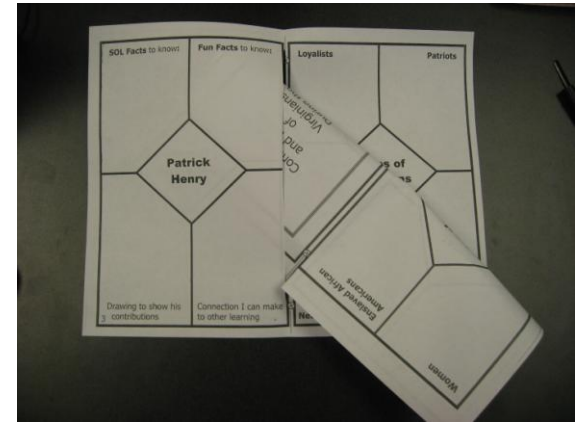 SOL Facts to know:
Fun Facts to know:
Patrick
Henry
Drawing to show his
contributions
3
Connection I can make
to other learning
Loyalists
Patriots
of
and
of
Virginians
Enslaved African
Americans
Women